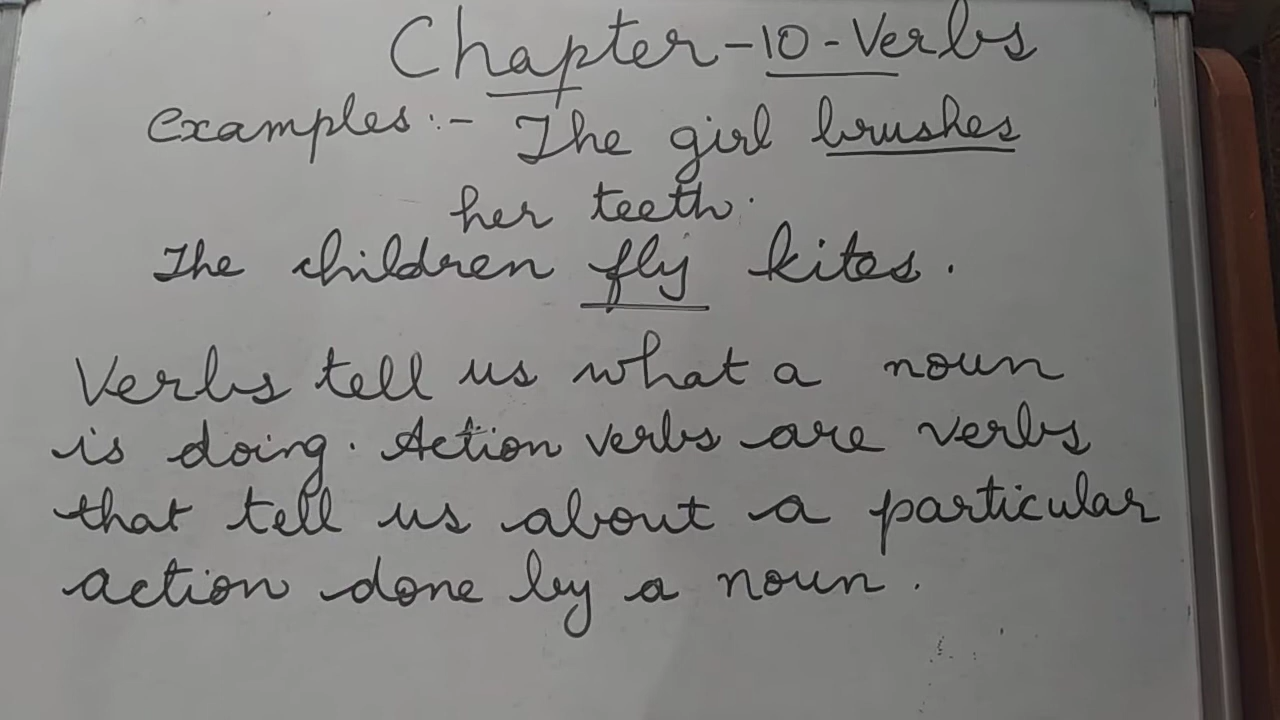 Chapter-10-Verbs
examples:- The girl brushes
her teeth.
The children fly kites.
Verbs tell us what a noun
is doing. Action verbs are verbs
that tell us about a particular
action done by a noun.